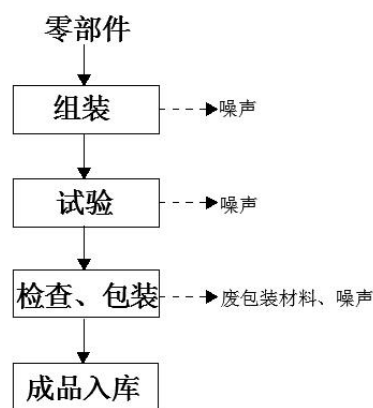 零部件
组装
噪声
试验
噪声
检查、包装
废包装材料、噪声
成品入库